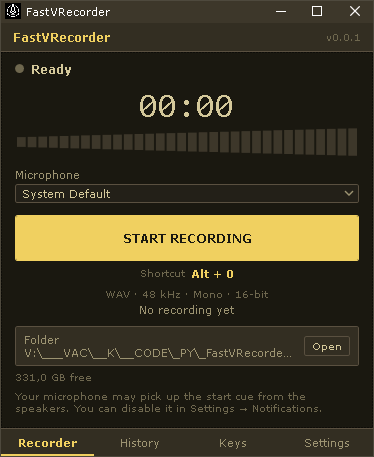 FastVRecorder
FastVRecorder v0.0.1
Ready
00:00
Microphone
System Default
START RECORDING
Shortcut Alt + 0
WAV · 48 kHz · Mono · 16-bit
No recording yet
Folder
V:\___VAC\__K\__CODE\_PY\_FastVRecorde...
Open
331,0 GB free
Your microphone may pick up the start cue from the
speakers. You can disable it in Settings → Notifications.
Recorder History Keys Settings